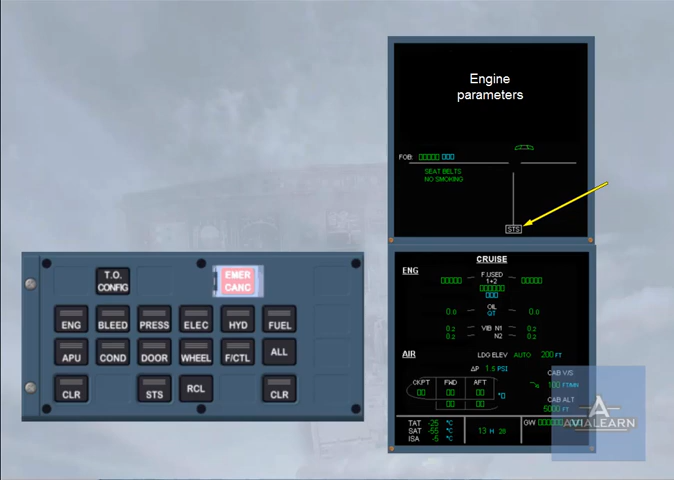 Engine
parameters
FOB:
SEAT BELTS
NO SMOKING
STS
T.O.
CONFIG
EMER
CANC
ENG BLEED PRESS ELEC HYD FUEL
APU COND DOOR WHEEL F/CTL ALL
CLR STS RCL CLR
CRUISE
ENG F.USED
1+2
OIL
0.0 QT 0.0
0.2 VIB N1 0.2
0.2 N2 0.2
AIR LDG ELEV AUTO 200 FT
ΔP 1.5 PSI
CAB V/S
CKPT FWD AFT
100 FT/MN
°C
CAB ALT
5000 FT
TAT -25 °C
SAT -55 °C 13 H 28
ISA -5 °C
GW
AVIALEARN